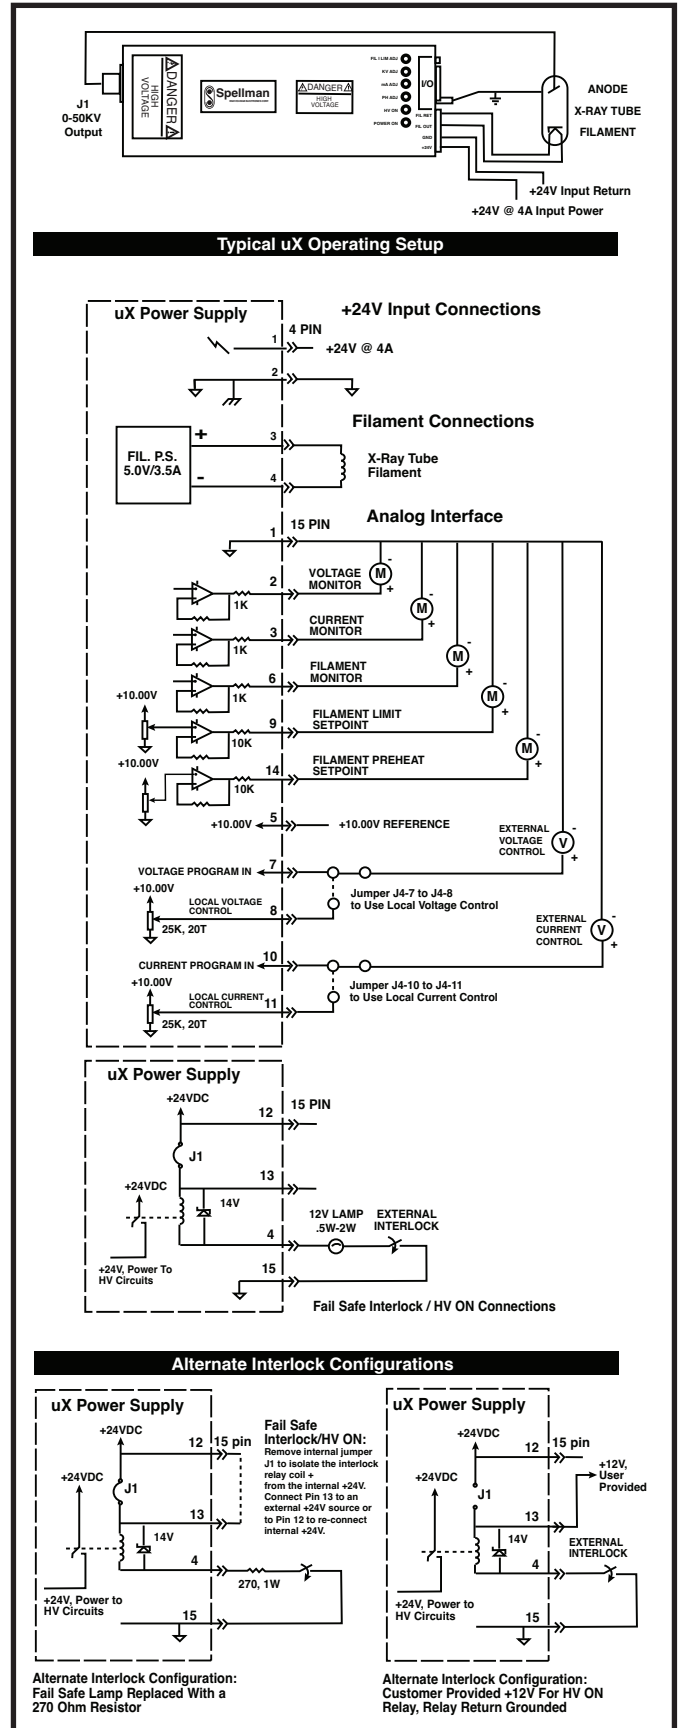 FIL I LIM ADJ
KV ADJ
mA ADJ
PH ADJ
HV ON
POWER ON
I/O
FIL RET
FIL OUT
GND
+24V
DANGER
HIGH
VOLTAGE
Spellman
DANGER
HIGH
VOLTAGE
J1
0-50KV
Output
ANODE
X-RAY TUBE
FILAMENT
+24V Input Return
+24V @ 4A Input Power
Typical uX Operating Setup
uX Power Supply
+24V Input Connections
4 PIN
1
+24V @ 4A
2
Filament Connections
FIL. P.S.
5.0V/3.5A
+
-
3
4
X-Ray Tube
Filament
Analog Interface
15 PIN
1
2
VOLTAGE
MONITOR
1K
M
-
+
3
CURRENT
MONITOR
1K
M
-
+
6
FILAMENT
MONITOR
1K
M
-
+
+10.00V
9
FILAMENT LIMIT
SETPOINT
10K
M
-
+
+10.00V
14
FILAMENT PREHEAT
SETPOINT
10K
M
-
+
+10.00V
5
+10.00V REFERENCE
EXTERNAL
VOLTAGE
CONTROL
V
-
+
VOLTAGE PROGRAM IN
7
+10.00V
LOCAL VOLTAGE
CONTROL
8
25K, 20T
Jumper J4-7 to J4-8
to Use Local Voltage Control
EXTERNAL
CURRENT
CONTROL
V
-
+
CURRENT PROGRAM IN
10
+10.00V
LOCAL CURRENT
CONTROL
11
25K, 20T
Jumper J4-10 to J4-11
to Use Local Current Control
uX Power Supply
+24VDC
12
15 PIN
J1
13
+24VDC
14V
4
12V LAMP
.5W-2W
EXTERNAL
INTERLOCK
15
+24V, Power To
HV Circuits
Fail Safe Interlock / HV ON Connections
Alternate Interlock Configurations
uX Power Supply
+24VDC
12
15 pin
+24VDC
J1
13
14V
4
270, 1W
+24V, Power to
HV Circuits
15
Fail Safe
Interlock/HV ON:
Remove internal jumper
J1 to isolate the interlock
relay coil +
from the internal +24V.
Connect Pin 13 to an
external +24V source or
to Pin 12 to re-connect
internal +24V.
Alternate Interlock Configuration:
Fail Safe Lamp Replaced With a
270 Ohm Resistor
uX Power Supply
+24VDC
12
15 pin
+12V,
User
Provided
+24VDC
J1
13
14V
4
EXTERNAL
INTERLOCK
+24V, Power to
HV Circuits
15
Alternate Interlock Configuration:
Customer Provided +12V For HV ON
Relay, Relay Return Grounded